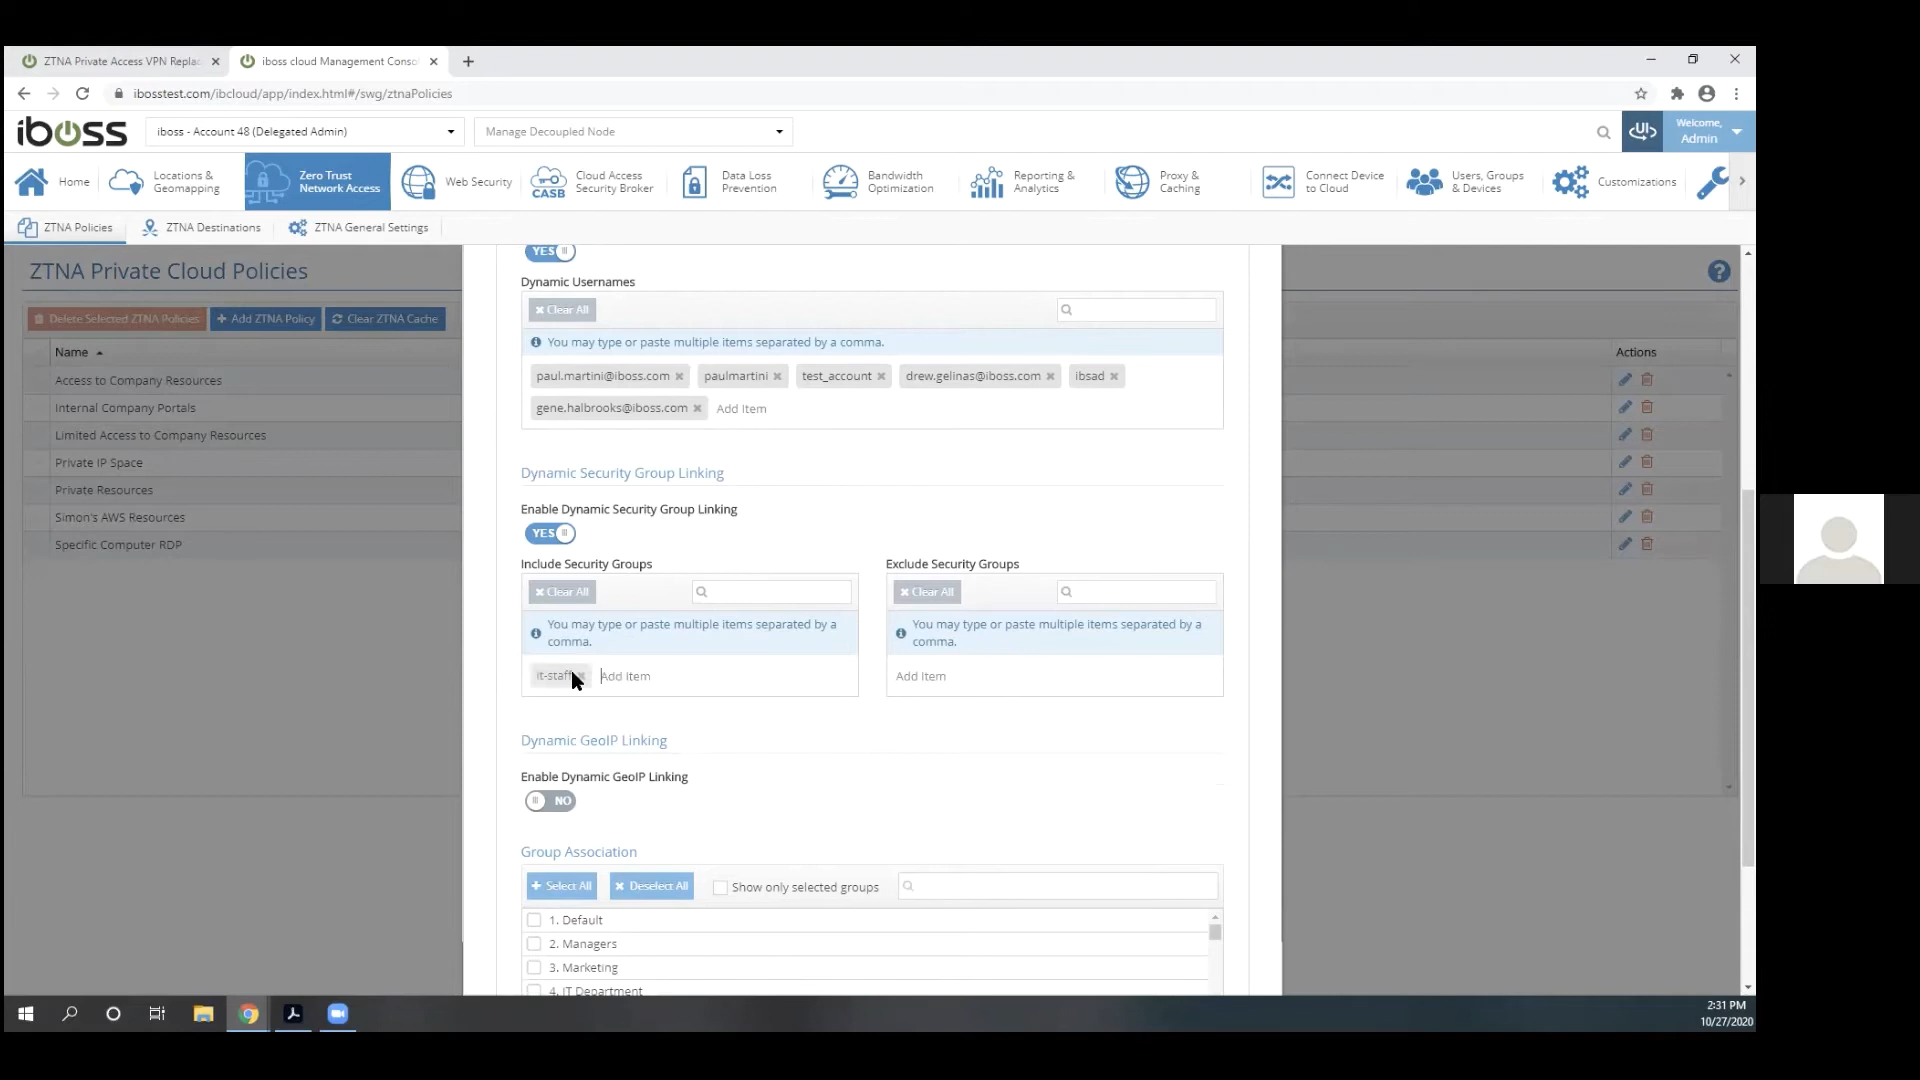 ZTNA Private Access VPN Repla
iboss cloud Management Conso
ibosstest.com/ibcloud/app/index.html#/swg/ztnaPolicies
iboss
iboss - Account 48 (Delegated Admin)
Manage Decoupled Node
UI
Welcome,
Admin
Home
Locations &
Geomapping
Zero Trust
Network Access
Web Security
CASB
Cloud Access
Security Broker
Data Loss
Prevention
Bandwidth
Optimization
Reporting &
Analytics
Proxy &
Caching
Connect Device
to Cloud
Users, Groups
& Devices
Customizations
ZTNA Policies
ZTNA Destinations
ZTNA General Settings
ZTNA Private Cloud Policies
Delete Selected ZTNA Policies
Add ZTNA Policy
Clear ZTNA Cache
Name
Actions
Access to Company Resources
Internal Company Portals
Limited Access to Company Resources
Private IP Space
Private Resources
Simon's AWS Resources
Specific Computer RDP
YES
Dynamic Usernames
Clear All
You may type or paste multiple items separated by a comma.
paul.martini@iboss.com paulmartini test_account drew.gelinas@iboss.com ibsad
gene.halbrooks@iboss.com Add Item
Dynamic Security Group Linking
Enable Dynamic Security Group Linking
YES
Include Security Groups
Clear All
You may type or paste multiple items separated by a
comma.
it-staff Add Item
Exclude Security Groups
Clear All
You may type or paste multiple items separated by a
comma.
Add Item
Dynamic GeoIP Linking
Enable Dynamic GeoIP Linking
NO
Group Association
Select All
Deselect All
Show only selected groups
1. Default
2. Managers
3. Marketing
4. IT Department
2:31 PM
10/27/2020